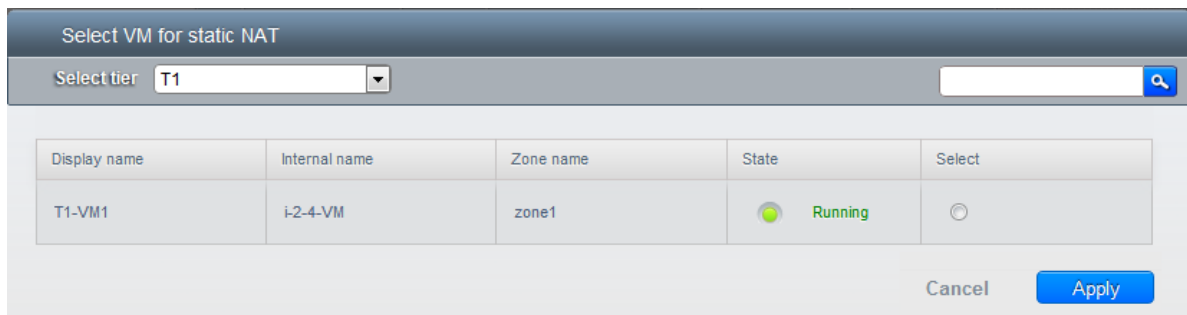 Select VM for static NAT
Select tier T1
Display name Internal name Zone name State Select
T1-VM1 i-2-4-VM zone1 Running
Cancel Apply